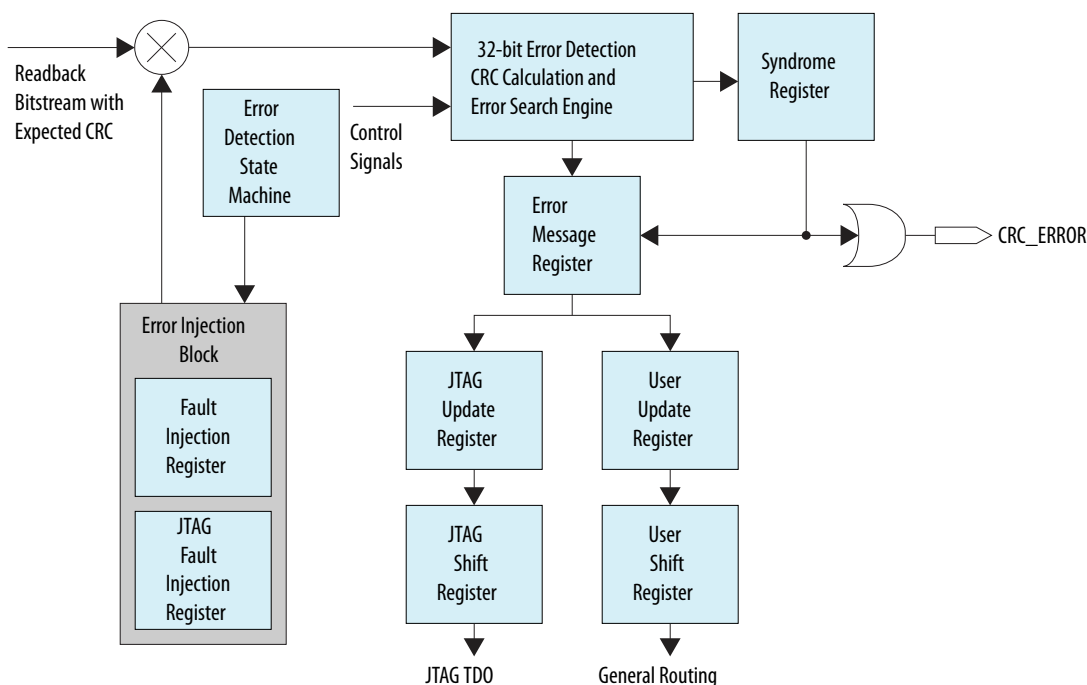 Readback
Bitstream with
Expected CRC
Error
Detection
State
Machine
Control
Signals
32-bit Error Detection
CRC Calculation and
Error Search Engine
Syndrome
Register
Error
Message
Register
CRC_ERROR
Error Injection
Block
Fault
Injection
Register
JTAG
Fault
Injection
Register
JTAG
Update
Register
User
Update
Register
JTAG
Shift
Register
User
Shift
Register
JTAG TDO
General Routing